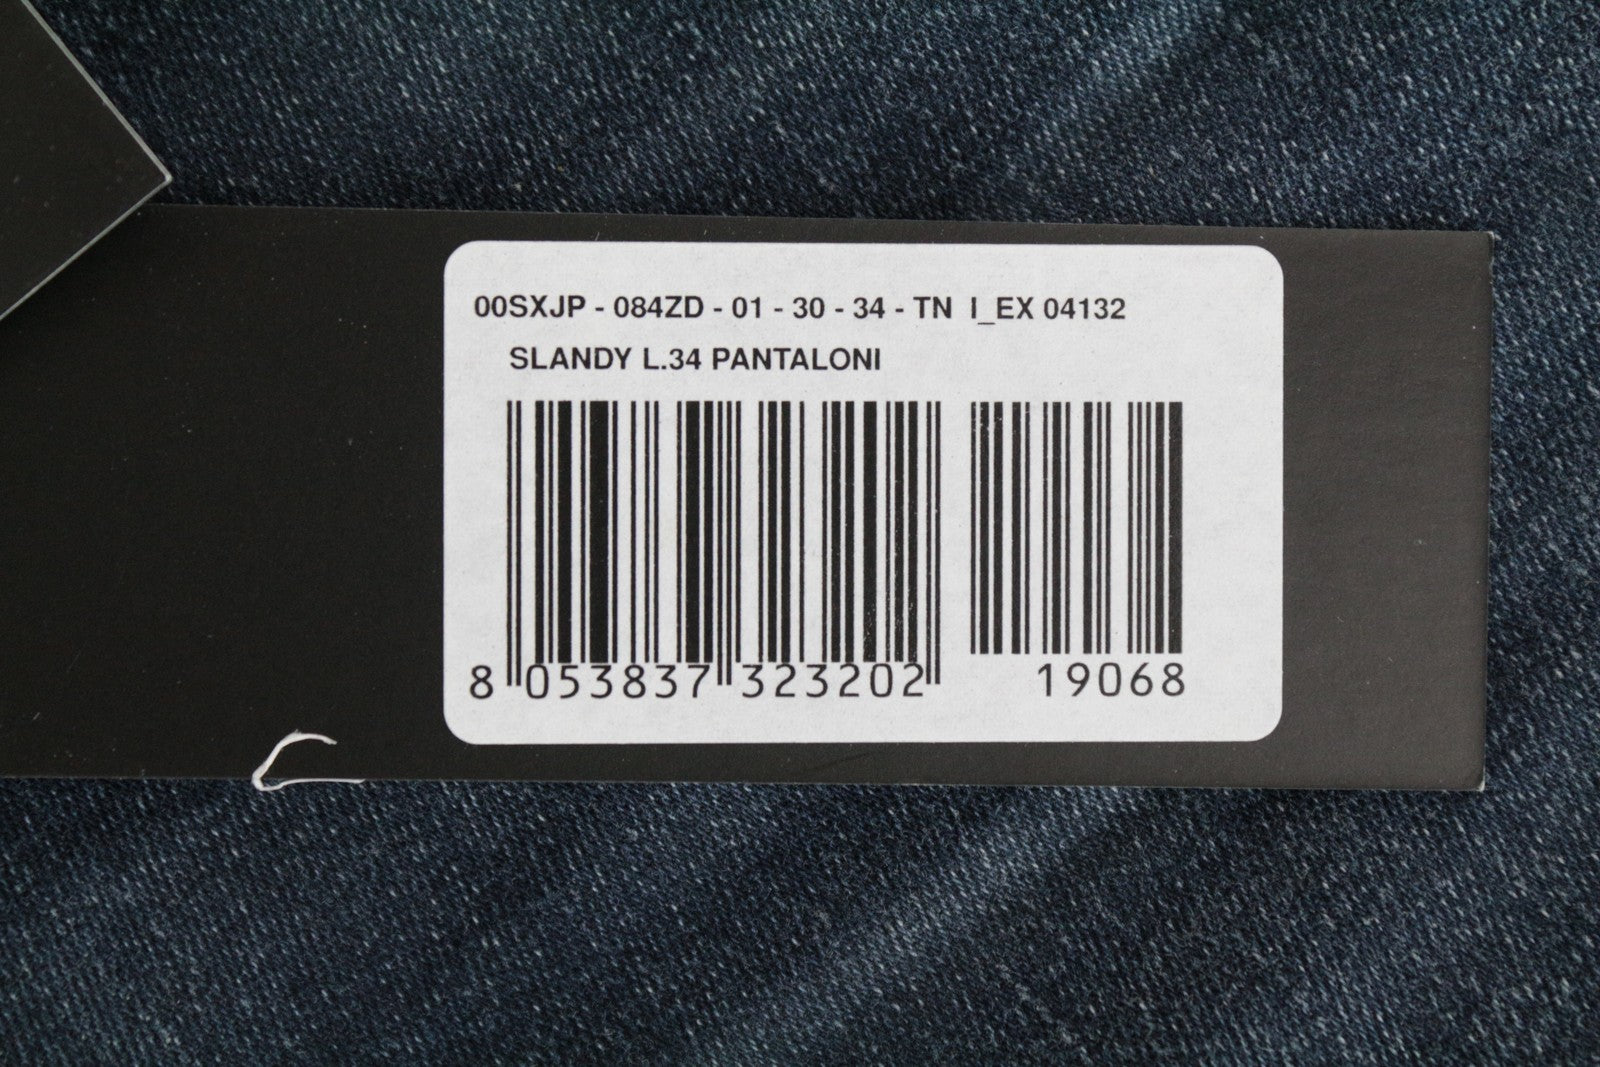 00SXJP - 084ZD - 01 - 30 - 34 - TN I_EX 04132
SLANDY L.34 PANTALONI
8 053837 323202 19068